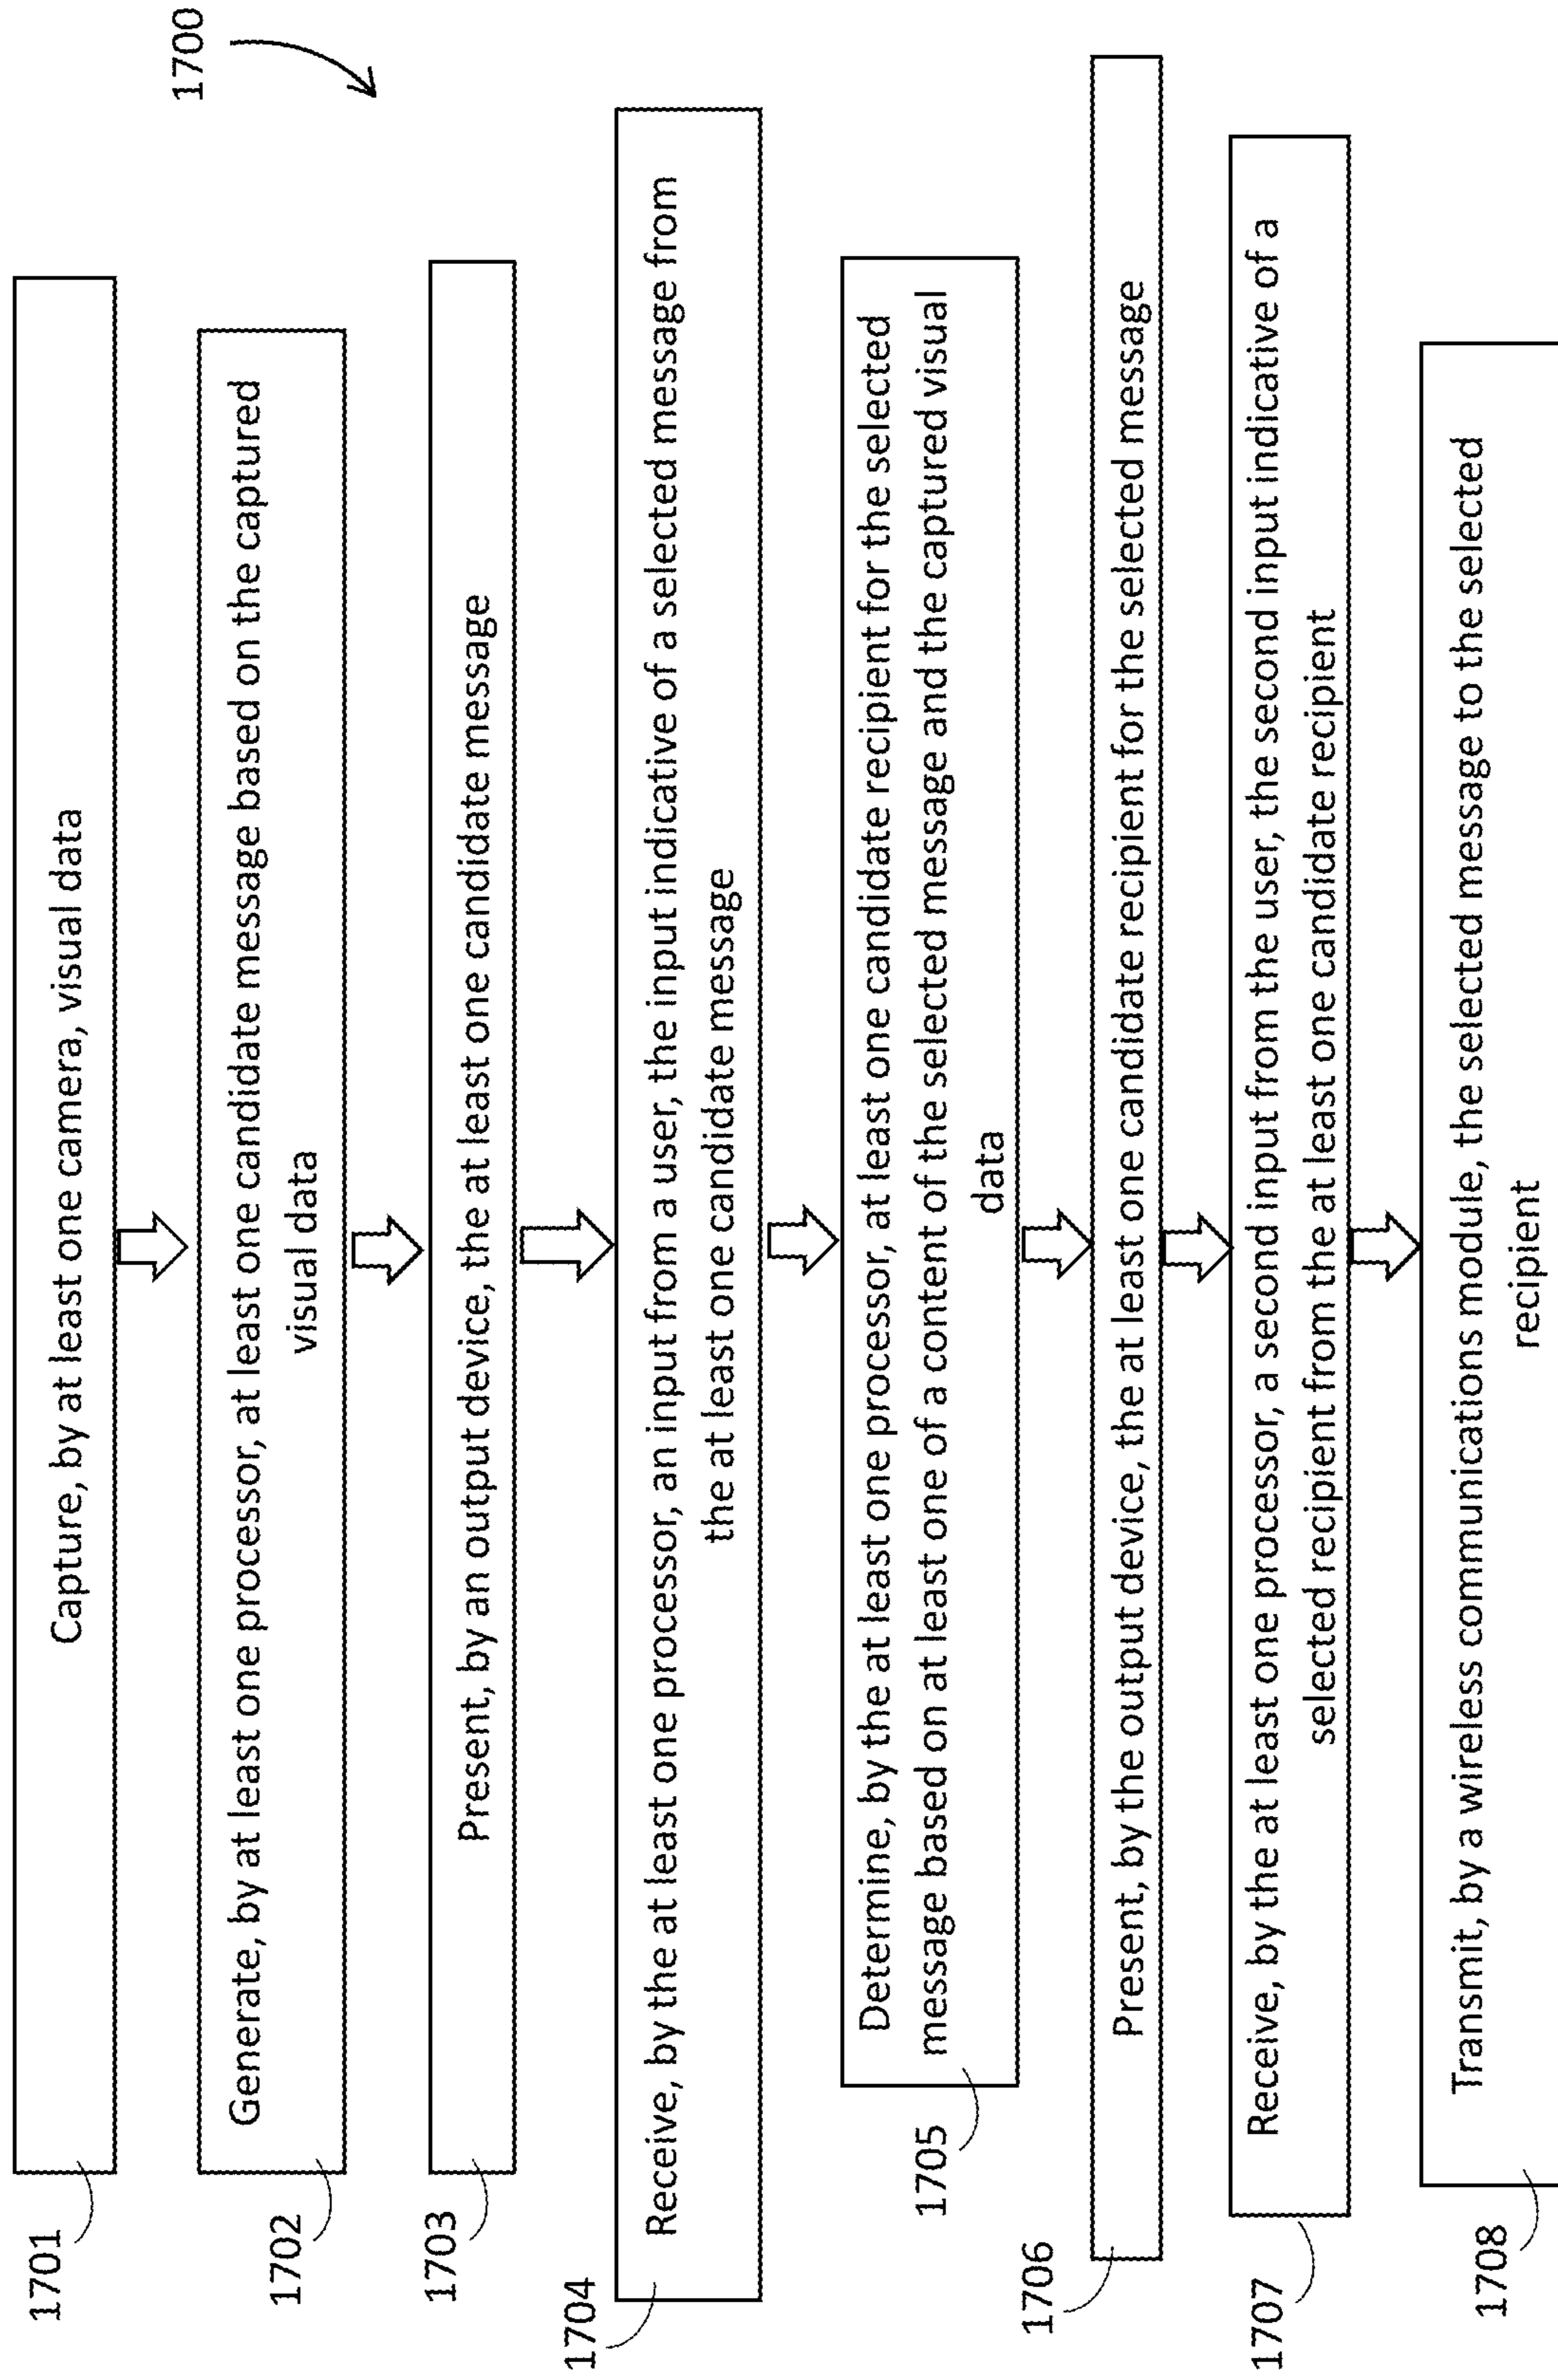 1700
1701
Capture, by at least one camera, visual data
1702
Generate, by at least one processor, at least one candidate message based on the captured
visual data
1703
Present, by an output device, the at least one candidate message
1704
Receive, by the at least one processor, an input from a user, the input indicative of a selected message from
the at least one candidate message
1705
Determine, by the at least one processor, at least one candidate recipient for the selected
message based on at least one of a content of the selected message and the captured visual
data
1706
Present, by the output device, the at least one candidate recipient for the selected message
1707
Receive, by the at least one processor, a second input from the user, the second input indicative of a
selected recipient from the at least one candidate recipient
1708
Transmit, by a wireless communications module, the selected message to the selected
recipient